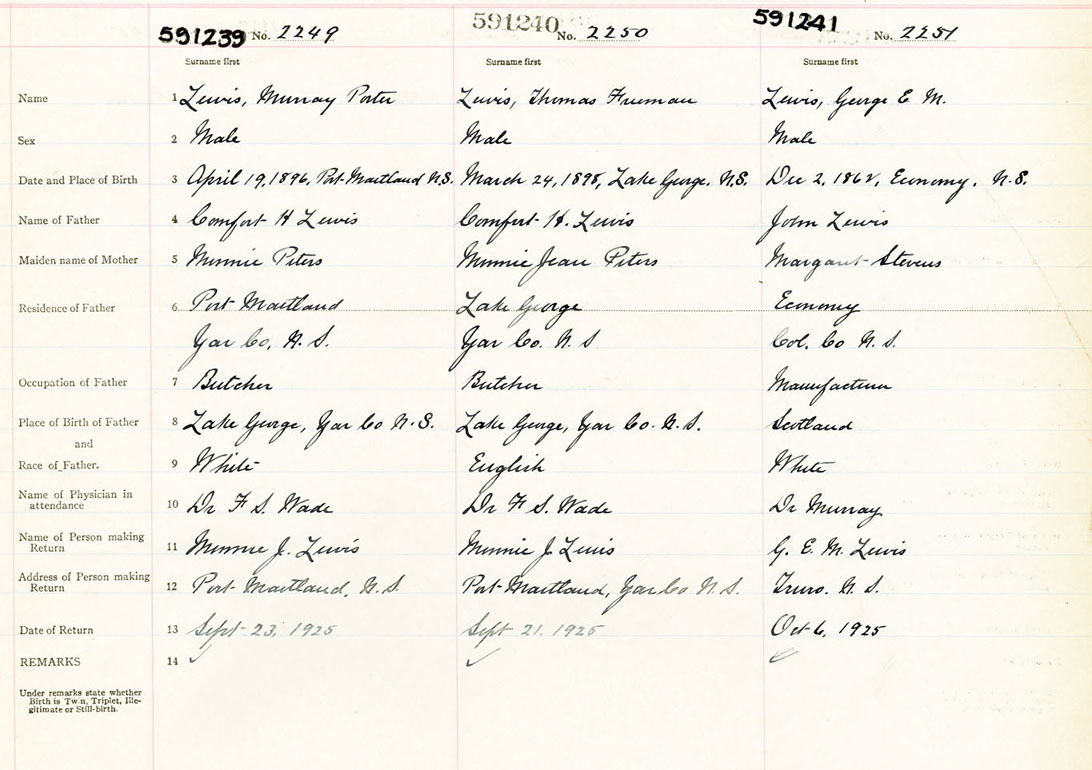 591239 No. 2249 591240 No. 2250 591241 No. 2251
Surname first Surname first Surname first
Name 1 Lewis, Murray Porter Lewis, Thomas Freeman Lewis, George E M.
Sex 2 Male Male Male
Date and Place of Birth 3 April 19, 1896, Port Maitland N.S. March 24, 1898, Lake George. N.S. Dec 2, 1862, Economy. N.S.
Name of Father 4 Comfort H Lewis Comfort H. Lewis John Lewis
Maiden name of Mother 5 Minnie Peters Minnie Jean Peters Margaret Stevens
Residence of Father 6 Port Maitland Lake George Economy
Yar Co, N.S. Yar Co. N.S Col. Co N.S.
Occupation of Father 7 Butcher Butcher Manufacturer
Place of Birth of Father 8 Lake George, Yar Co N.S. Lake George, Yar Co. N.S. Scotland
and
Race of Father. 9 White English White
Name of Physician in
attendance 10 Dr F S. Wade Dr F S. Wade Dr Murray
Name of Person making
Return 11 Minnie J. Lewis Minnie J Lewis G. E. M. Lewis
Address of Person making
Return 12 Port Maitland, N.S. Port Maitland, Yar Co N.S. Truro. N.S.
Date of Return 13 Sept 23, 1925 Sept 21. 1925 Oct 6, 1925
REMARKS 14
Under remarks state whether
Birth is Twin, Triplet, Ille-
gitimate or Still-birth.